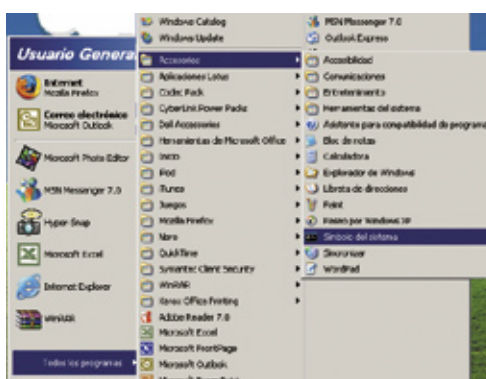 Usuario General
Internet
Mozilla Firefox
Correo electrónico
Microsoft Outlook
Microsoft Photo Editor
MSN Messenger 7.0
Hyper Snap
Microsoft Excel
Internet Explorer
WinRAR
Todos los programas
Windows Catalog
Windows Update
Accesorios
Aplicaciones Lotus
Codec Pack
CyberLink Power Packs
Dell Accessories
Herramientas de Microsoft Office
Inicio
iPod
iTunes
Juegos
Mozilla Firefox
Nero
QuickTime
Symantec Client Security
WinRAR
Xerox Office Printing
Adobe Reader 7.0
Microsoft Excel
Microsoft FrontPage
Microsoft Outlook
MSN Messenger 7.0
Outlook Express
Accesibilidad
Comunicaciones
Entretenimiento
Herramientas del sistema
Asistente para compatibilidad de programa
Bloc de notas
Calculadora
Explorador de Windows
Libreta de direcciones
Paint
Paseo por Windows XP
Símbolo del sistema
Sincronizar
WordPad